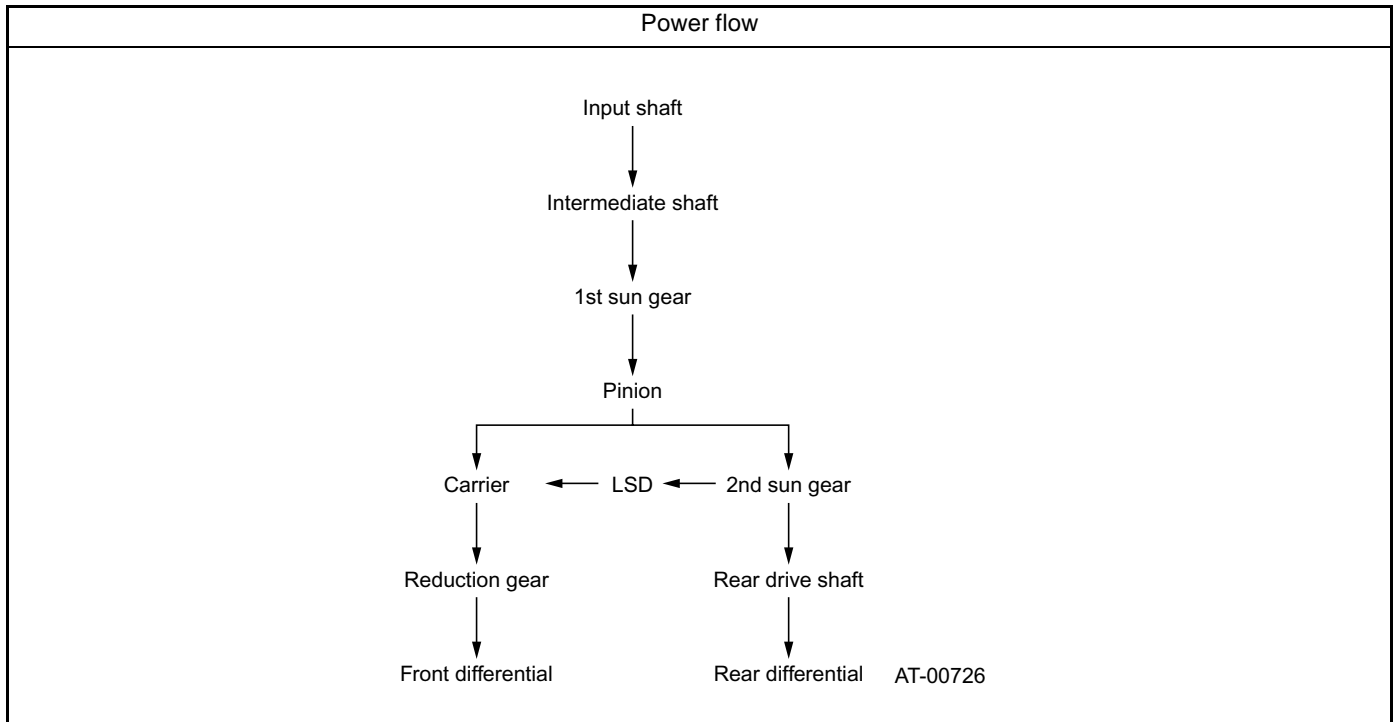 Power flow
Input shaft
Intermediate shaft
1st sun gear
Pinion
Carrier LSD 2nd sun gear
Reduction gear Rear drive shaft
Front differential Rear differential AT-00726